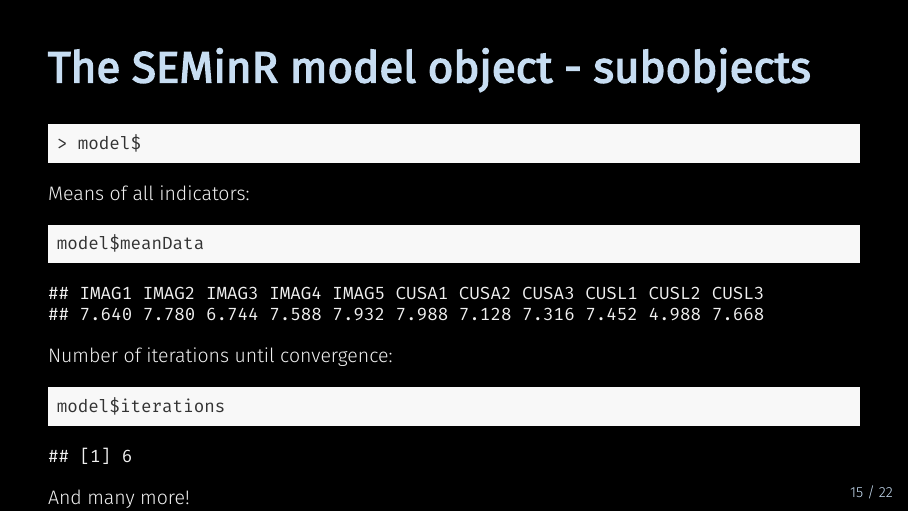 The SEMinR model object - subobjects
> model$
Means of all indicators:
model$meanData
## IMAG1 IMAG2 IMAG3 IMAG4 IMAG5 CUSA1 CUSA2 CUSA3 CUSL1 CUSL2 CUSL3
## 7.640 7.780 6.744 7.588 7.932 7.988 7.128 7.316 7.452 4.988 7.668
Number of iterations until convergence:
model$iterations
## [1] 6
And many more!
15 / 22